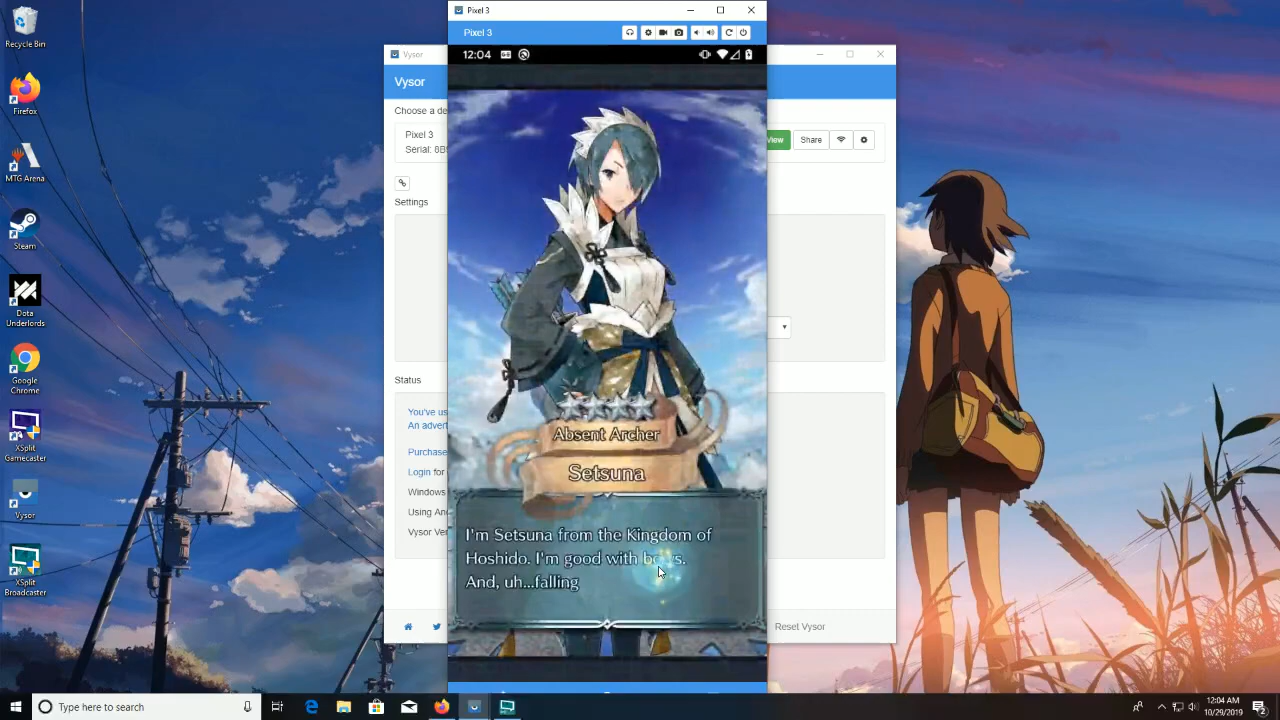 Recycle Bin
Firefox
MTG Arena
Steam
Dota
Underlords
Google
Chrome
XSplit
Gamecaster
Vysor
XSplit
Broadcaster
Vysor
Vysor
Choose a de
Pixel 3
Serial: 8B
View
Share
Settings
Status
You've us
An advert
Purchase
Login for
Windows
Using An
Vysor Ver
Reset Vysor
Pixel 3
Pixel 3
12:04
Absent Archer
Setsuna
I'm Setsuna from the Kingdom of
Hoshido. I'm good with bows.
And, uh...falling
Type here to search
12:04 AM
10/29/2019
2